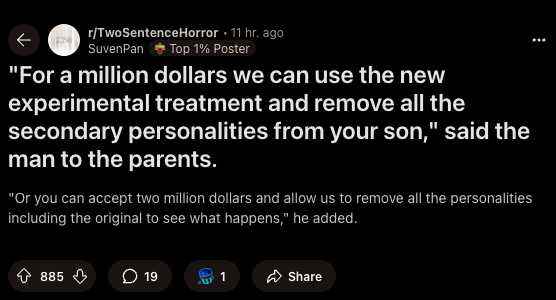 r/TwoSentenceHorror • 11 hr. ago
SuvenPan Top 1% Poster
"For a million dollars we can use the new
experimental treatment and remove all the
secondary personalities from your son," said the
man to the parents.
"Or you can accept two million dollars and allow us to remove all the personalities
including the original to see what happens," he added.
885 19 1 Share